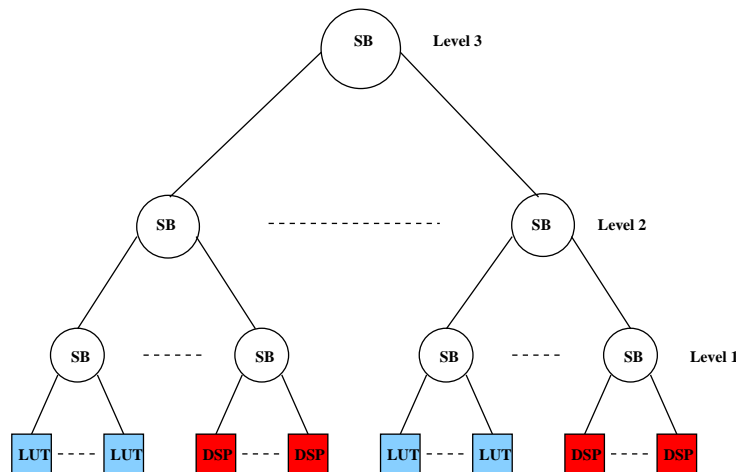 SB Level 3
SB SB Level 2
SB SB SB SB Level 1
LUT LUT DSP DSP LUT LUT DSP DSP